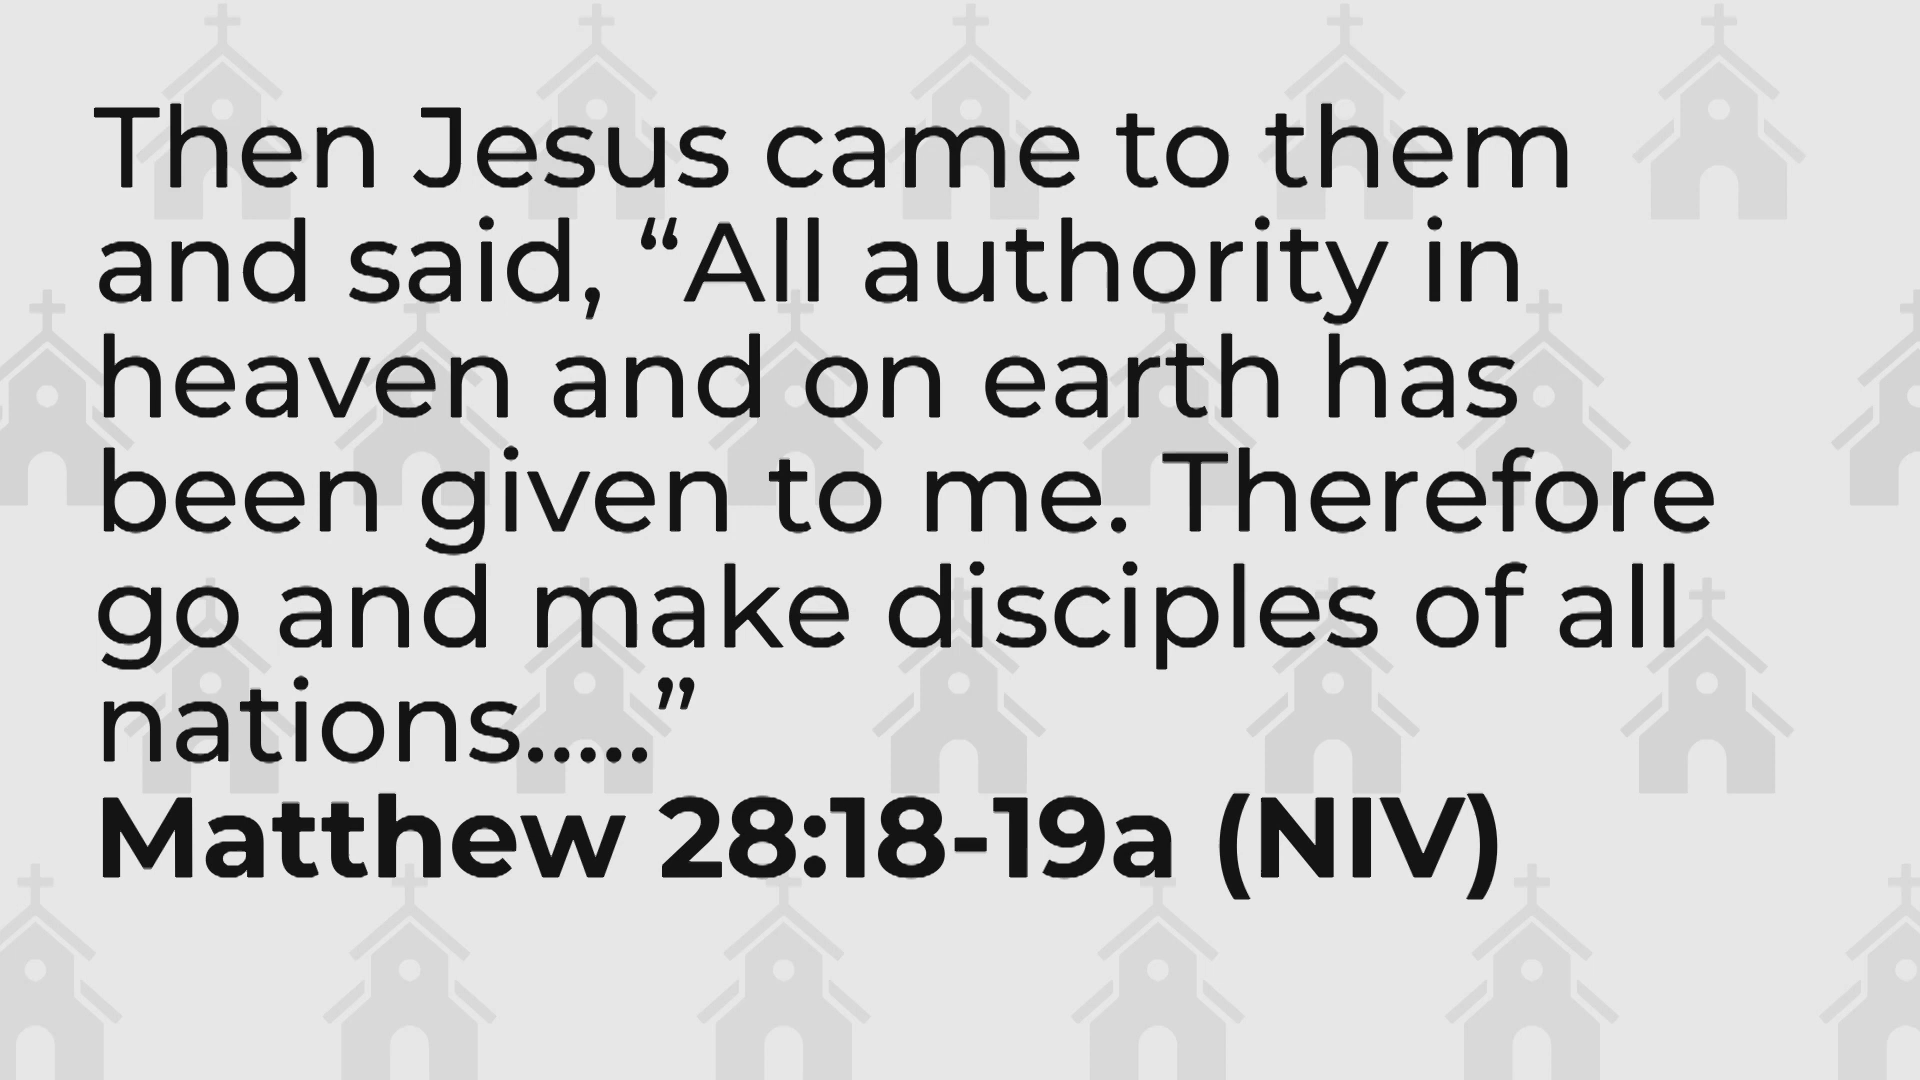 Then Jesus came to them
and said, “All authority in
heaven and on earth has
been given to me. Therefore
go and make disciples of all
nations.....”
Matthew 28:18-19a (NIV)